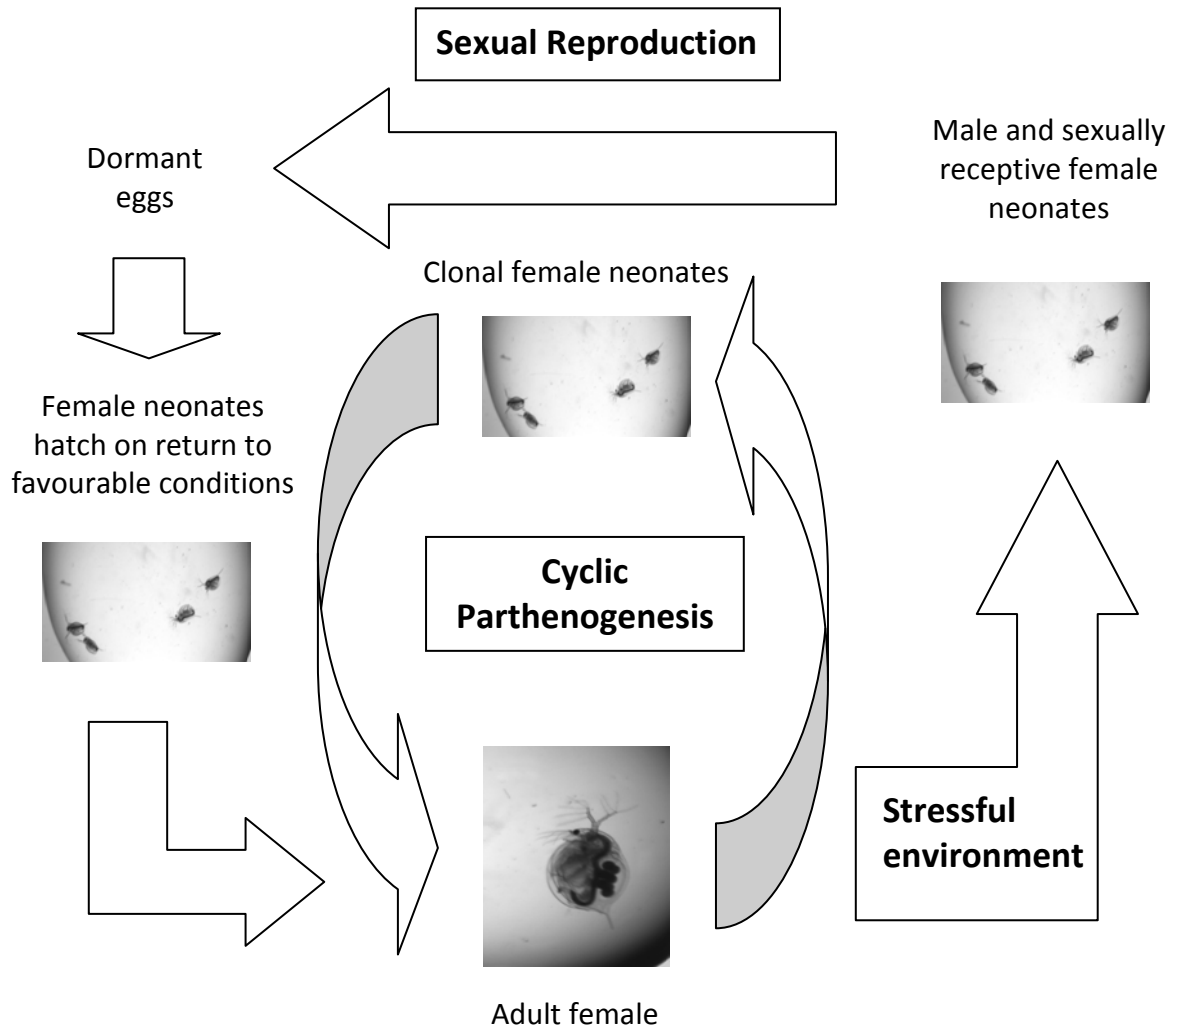 Sexual Reproduction
Male and sexually
receptive female
neonates
Dormant
eggs
Clonal female neonates
Female neonates
hatch on return to
favourable conditions
Cyclic
Parthenogenesis
Stressful
environment
Adult female